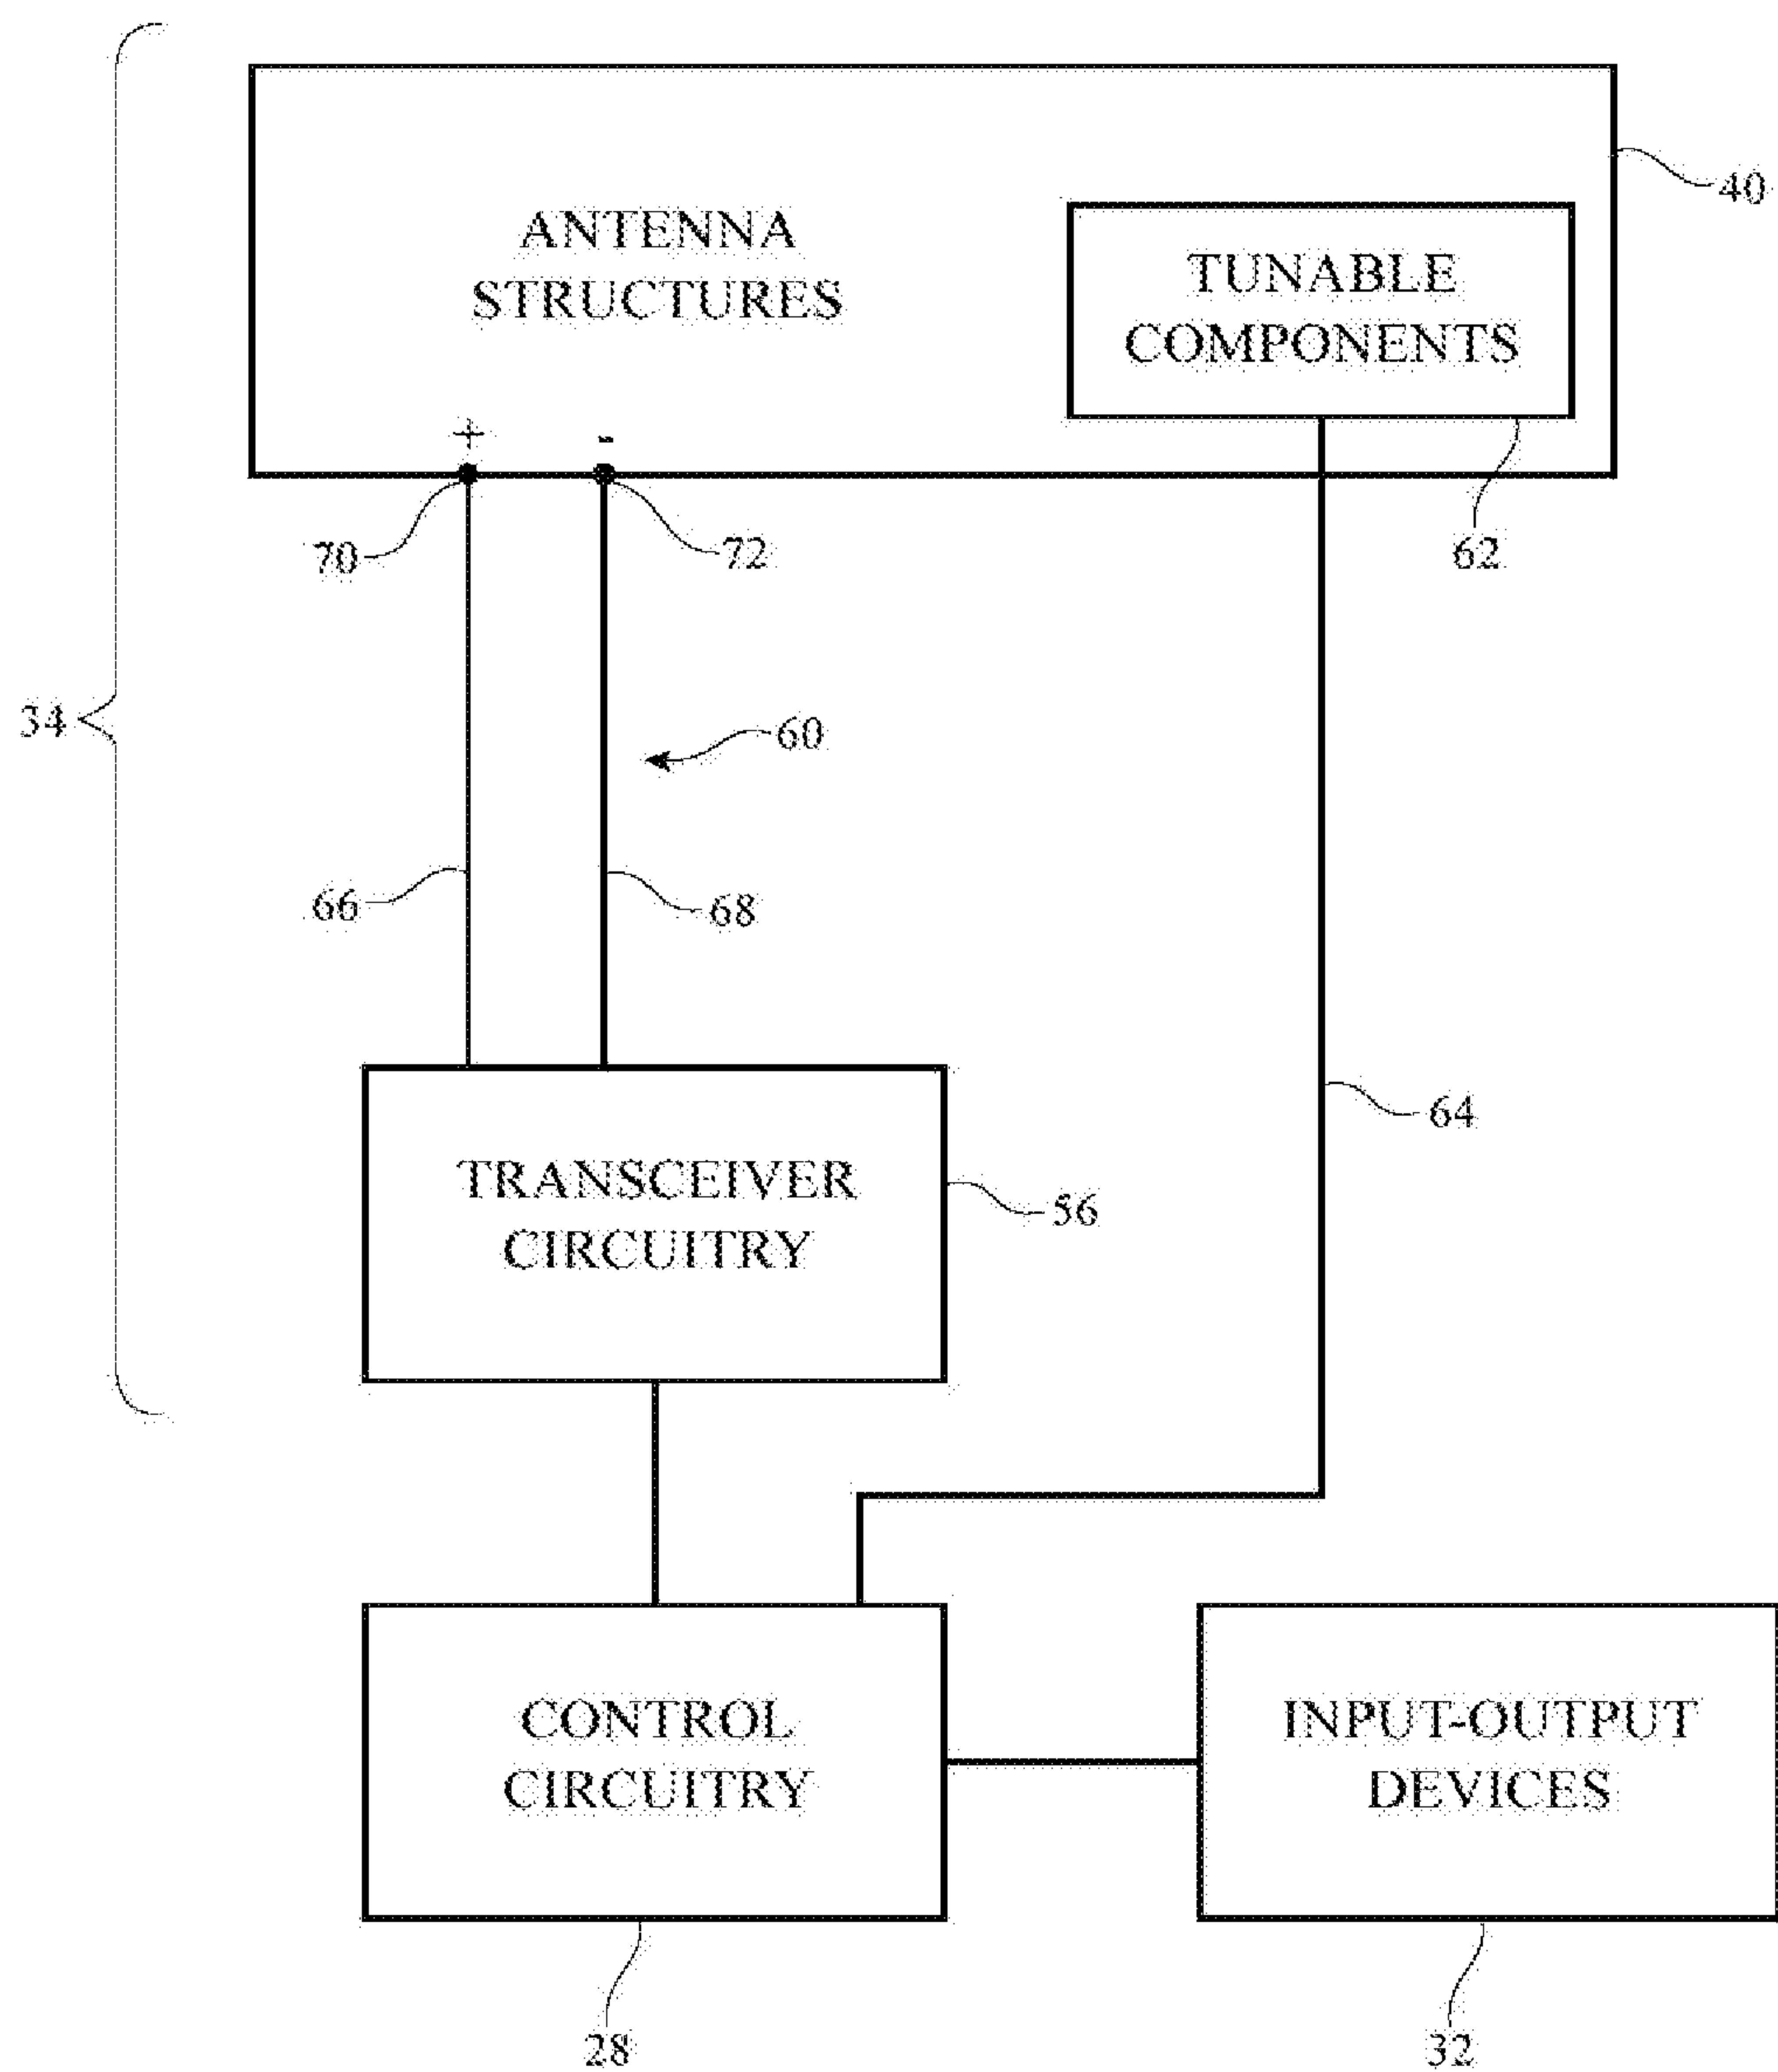 ANTENNA
STRUCTURES
TUNABLE
COMPONENTS
40
+
-
70
72
62
34
60
66
68
64
TRANSCEIVER
CIRCUITRY
56
CONTROL
CIRCUITRY
INPUT-OUTPUT
DEVICES
28
32